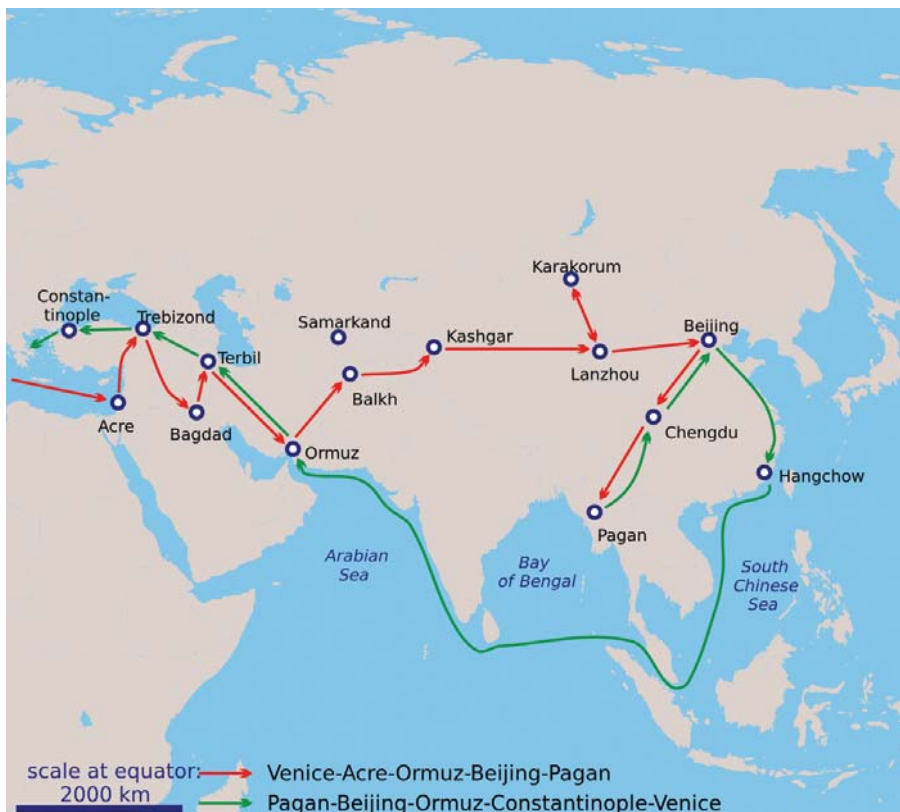 Karakorum
Constan-
tinople
Trebizond
Samarkand
Beijing
Kashgar
Terbil
Lanzhou
Balkh
Acre
Bagdad
Chengdu
Ormuz
Hangchow
Pagan
Arabian
Sea
Bay
of Bengal
South
Chinese
Sea
scale at equator:
2000 km
Venice-Acre-Ormuz-Beijing-Pagan
Pagan-Beijing-Ormuz-Constantinople-Venice